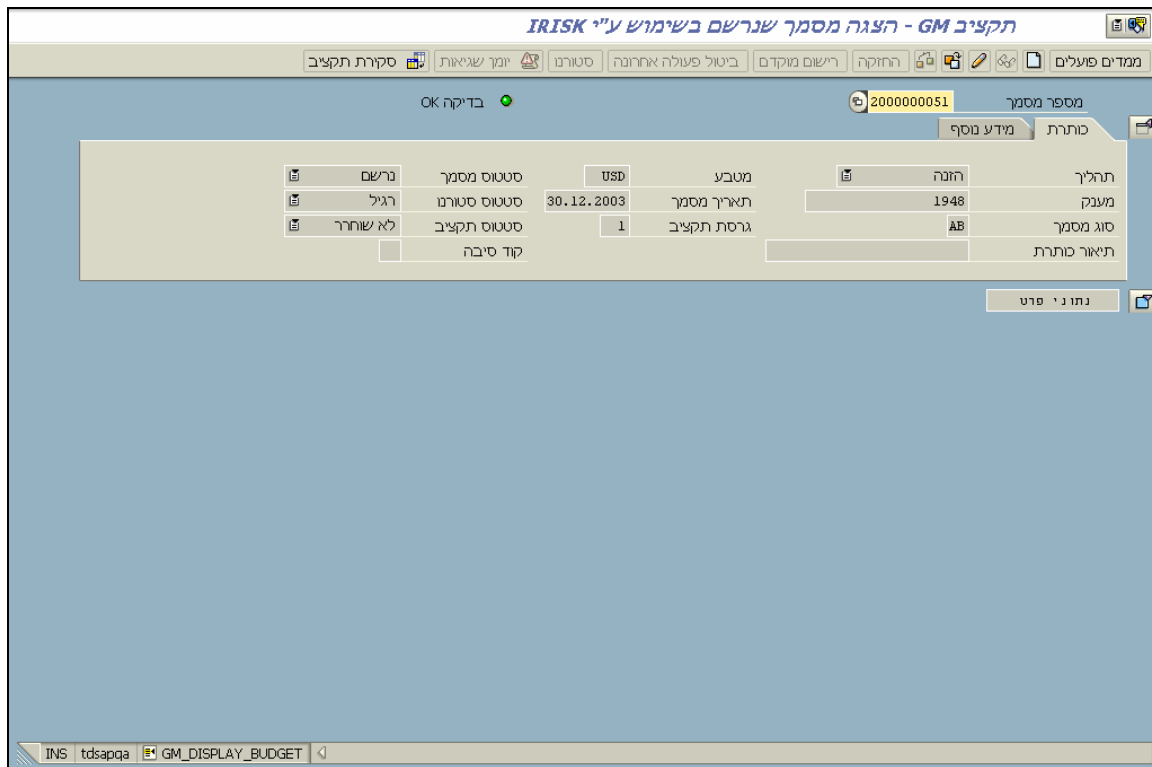 תקציב GM - הצגה מסמך שנרשם בשימוש ע"י IRISK
ממדים פועלים החזקה רישום מוקדם ביטול פעולה אחרונה סטורנו יומן שגיאות סקירת תקציב
מספר מסמך 2000000051 בדיקה OK
כותרת מידע נוסף
תהליך הזנה מטבע USD סטטוס מסמך נרשם
מענק 1948 תאריך מסמך 30.12.2003 סטטוס סטורנו רגיל
סוג מסמך AB גרסת תקציב 1 סטטוס תקציב לא שוחרר
תיאור כותרת קוד סיבה
נתוני פרט
GM_DISPLAY_BUDGET tdsapqa INS